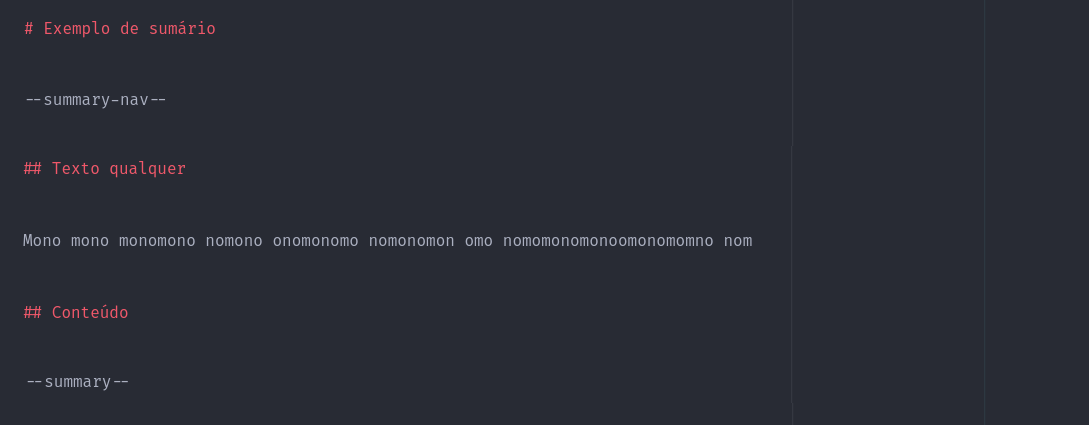 # Exemplo de sumário
--summary-nav--
## Texto qualquer
Mono mono monomono nomono onomonomo nomonomon omo nomomonomonoomonomomno nom
## Conteúdo
--summary--